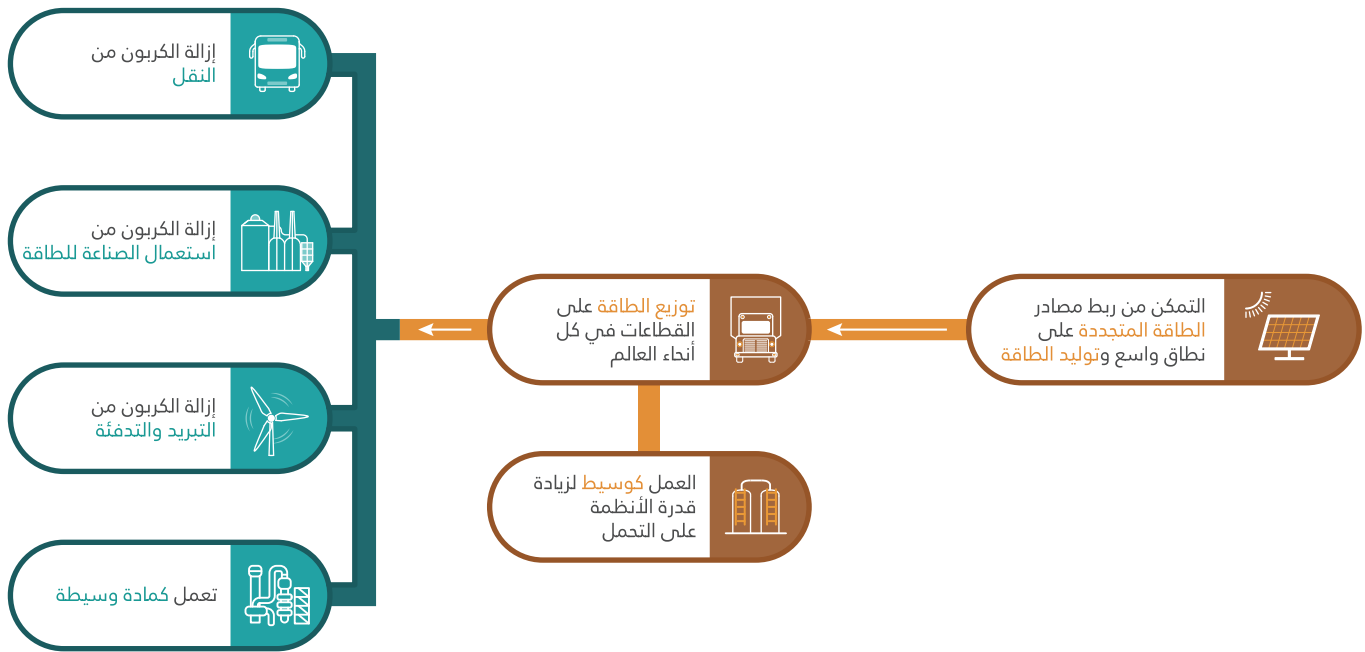 التمكن من ربط مصادر
الطاقة المتجددة على
نطاق واسع وتوليد الطاقة
توزيع الطاقة على
القطاعات في كل
أنحاء العالم
العمل كوسيط لزيادة
قدرة الأنظمة
على التحمل
إزالة الكربون من
النقل
إزالة الكربون من
استعمال الصناعة للطاقة
إزالة الكربون من
التبريد والتدفئة
تعمل كمادة وسيطة